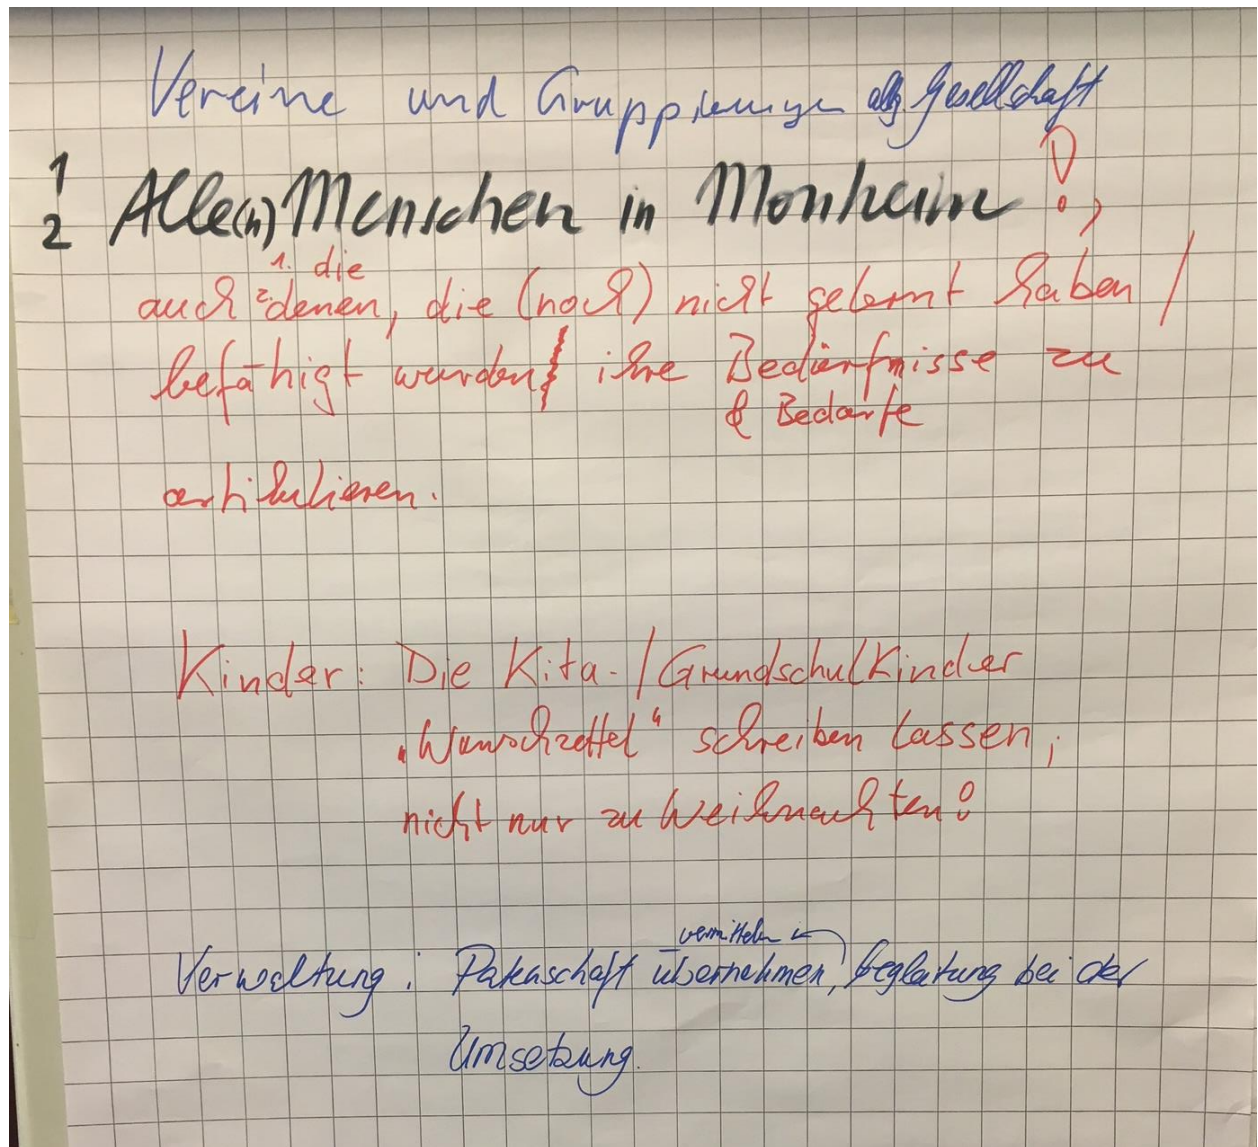 Vereine und Gruppierungen als Gesellschaft
1
2 Alle(n) Menschen in Monheim!,
1. die
auch 2. denen, die (noch) nicht gelernt haben /
befähigt wurden, ihre Bedürfnisse zu
& Bedarfe
artikulieren.
Kinder: Die Kita-/Grundschulkinder
„Wunschzettel“ schreiben lassen,
nicht nur zu Weihnachten!
vermitteln
Verwaltung: Patenschaft übernehmen, Begleitung bei der
Umsetzung.